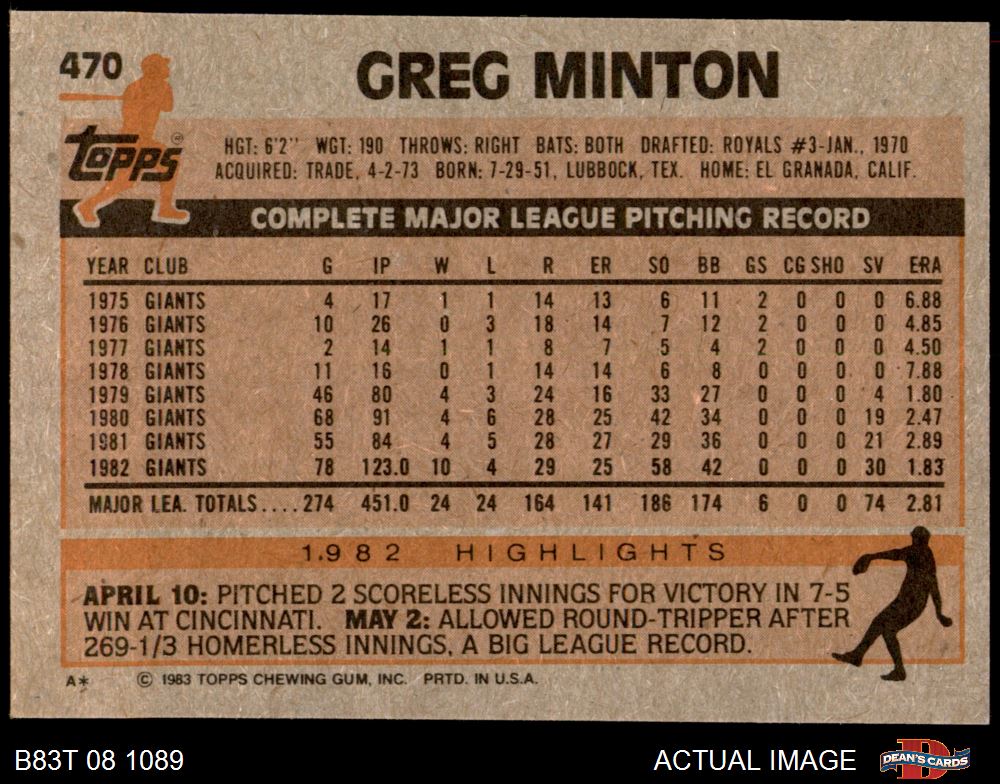 470 GREG MINTON
Topps®
HGT: 6'2" WGT: 190 THROWS: RIGHT BATS: BOTH DRAFTED: ROYALS #3-JAN., 1970
ACQUIRED: TRADE, 4-2-73 BORN: 7-29-51, LUBBOCK, TEX. HOME: EL GRANADA, CALIF.
COMPLETE MAJOR LEAGUE PITCHING RECORD
YEAR CLUB G IP W L R ER SO BB GS CG SHO SV ERA
1975 GIANTS 4 17 1 1 14 13 6 11 2 0 0 0 6.88
1976 GIANTS 10 26 0 3 18 14 7 12 2 0 0 0 4.85
1977 GIANTS 2 14 1 1 8 7 5 4 2 0 0 0 4.50
1978 GIANTS 11 16 0 1 14 14 6 8 0 0 0 0 7.88
1979 GIANTS 46 80 4 3 24 16 33 27 0 0 0 4 1.80
1980 GIANTS 68 91 4 6 28 25 42 34 0 0 0 19 2.47
1981 GIANTS 55 84 4 5 28 27 29 36 0 0 0 21 2.89
1982 GIANTS 78 123.0 10 4 29 25 58 42 0 0 0 30 1.83
MAJOR LEA. TOTALS....274 451.0 24 24 164 141 186 174 6 0 0 74 2.81
1.982 HIGHLIGHTS
APRIL 10: PITCHED 2 SCORELESS INNINGS FOR VICTORY IN 7-5
WIN AT CINCINNATI. MAY 2: ALLOWED ROUND-TRIPPER AFTER
269-1/3 HOMERLESS INNINGS, A BIG LEAGUE RECORD.
A* © 1983 TOPPS CHEWING GUM, INC. PRTD. IN U.S.A.
B83T 08 1089 ACTUAL IMAGE D DEAN'S CARDS